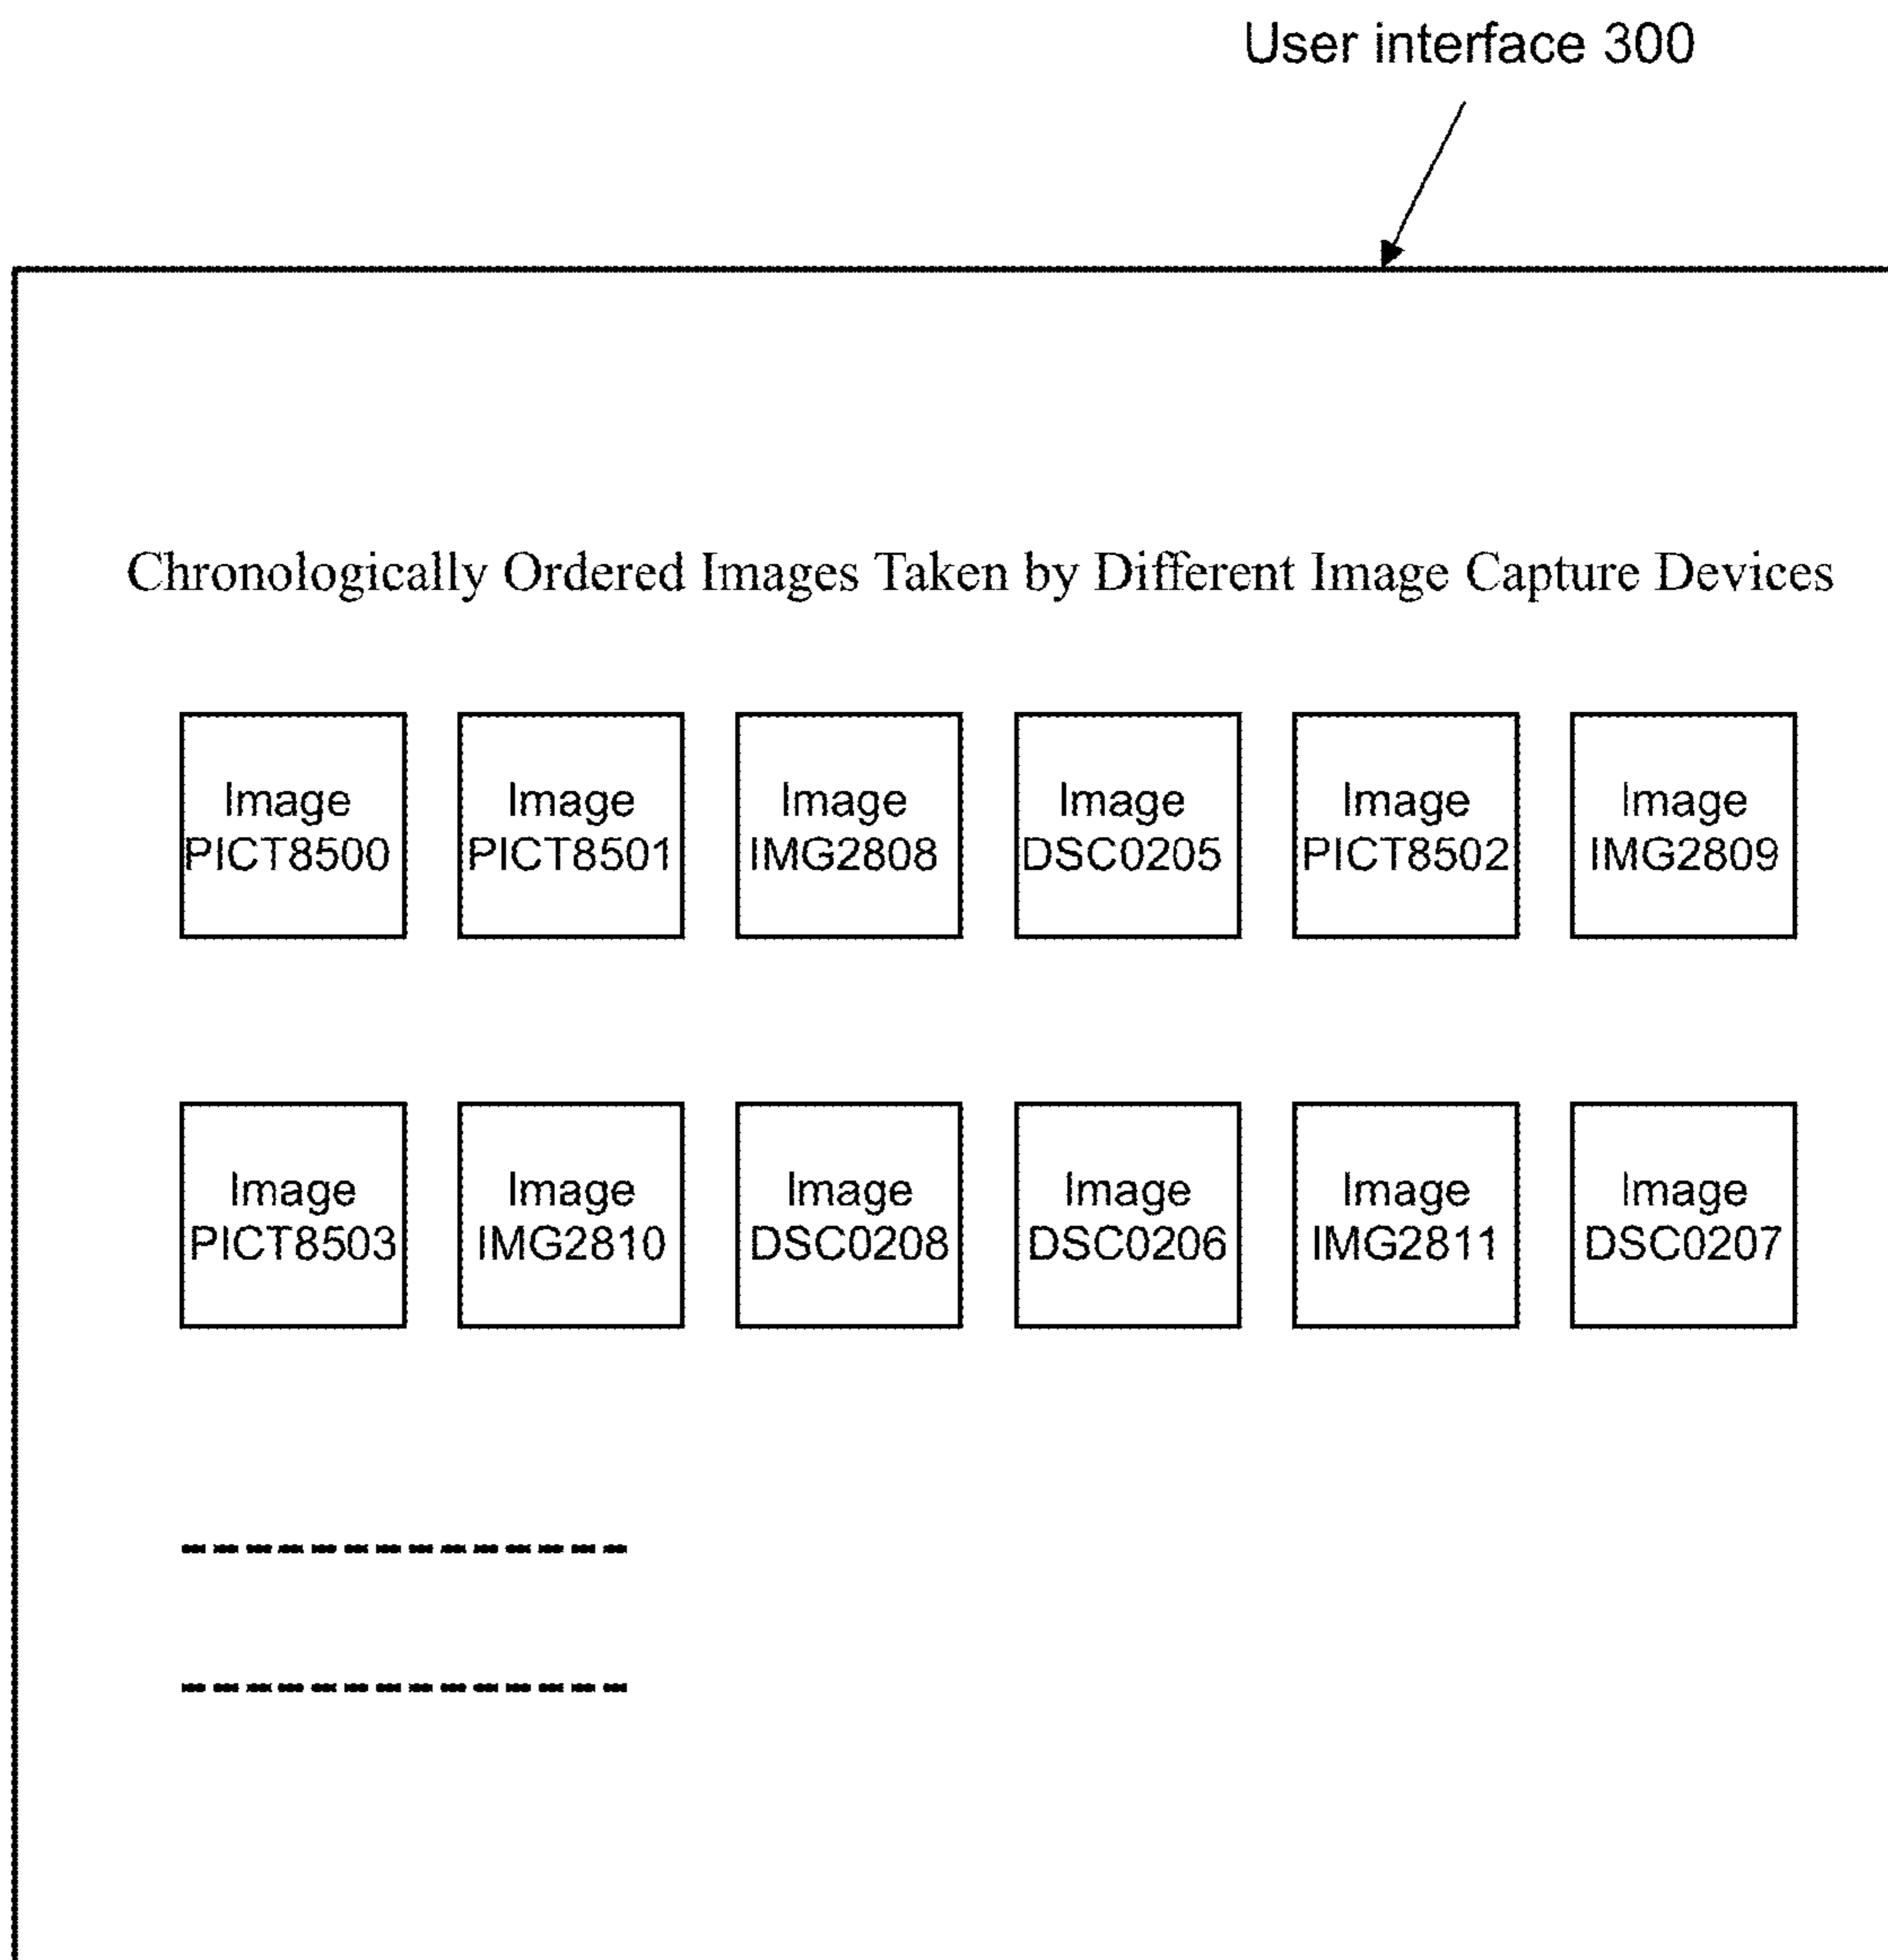 User interface 300
Chronologically Ordered Images Taken by Different Image Capture Devices
Image
PICT8500
Image
PICT8501
Image
IMG2808
Image
DSC0205
Image
PICT8502
Image
IMG2809
Image
PICT8503
Image
IMG2810
Image
DSC0208
Image
DSC0206
Image
IMG2811
Image
DSC0207